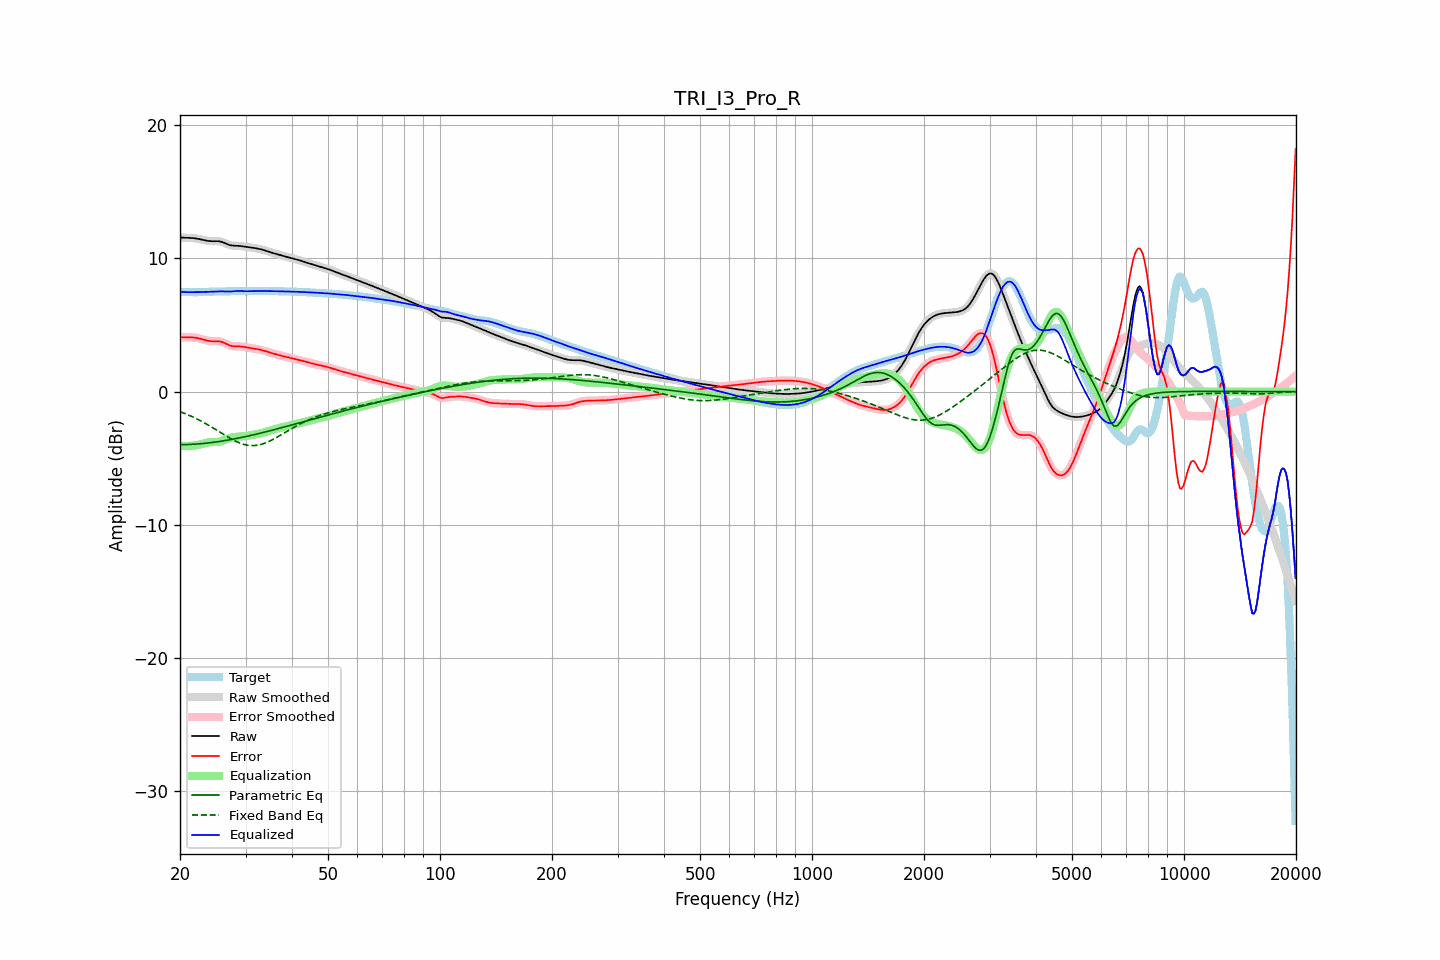 TRI_I3_Pro_R
20
10
0
−10
−20
−30
Amplitude (dBr)
Target
Raw Smoothed
Error Smoothed
Raw
Error
Equalization
Parametric Eq
Fixed Band Eq
Equalized
20 50 100 200 500 1000 2000 5000 10000 20000
Frequency (Hz)